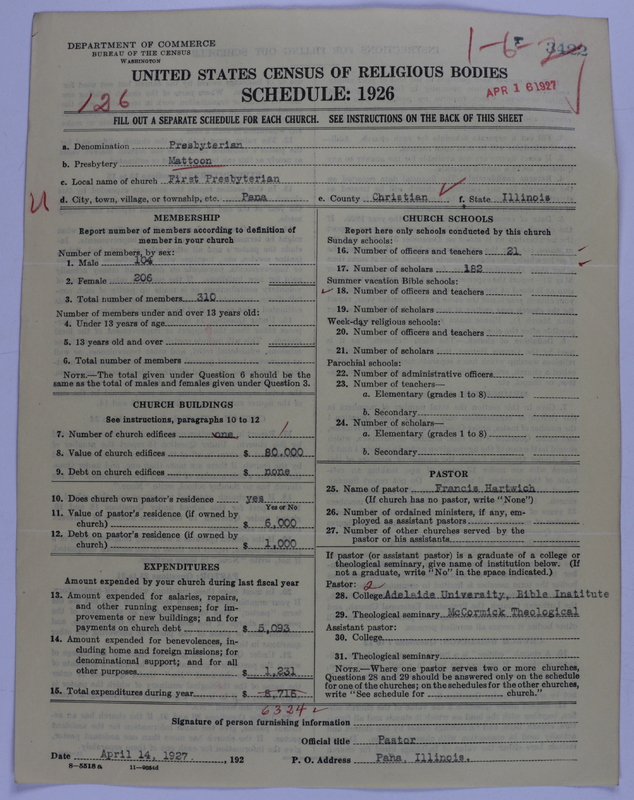 DEPARTMENT OF COMMERCE
BUREAU OF THE CENSUS
WASHINGTON
1-6-
3422
UNITED STATES CENSUS OF RELIGIOUS BODIES
SCHEDULE: 1926
126
APR 16 1927
FILL OUT A SEPARATE SCHEDULE FOR EACH CHURCH. SEE INSTRUCTIONS ON THE BACK OF THIS SHEET
a. Denomination Presbyterian
b. Presbytery Mattoon
c. Local name of church First Presbyterian
d. City, town, village, or township, etc. Pana e. County Christian f. State Illinois
MEMBERSHIP
Report number of members according to definition of
member in your church
Number of members, by sex:
1. Male 104
2. Female 206
3. Total number of members 310
Number of members under and over 13 years old:
4. Under 13 years of age
5. 13 years old and over
6. Total number of members
NOTE.—The total given under Question 6 should be the
same as the total of males and females given under Question 3.
CHURCH BUILDINGS
See instructions, paragraphs 10 to 12
7. Number of church edifices one 1
8. Value of church edifices $ 80.000
9. Debt on church edifices $ none
10. Does church own pastor's residence yes
Yes or No
11. Value of pastor's residence (if owned by
church) $ 6,000
12. Debt on pastor's residence (if owned by
church) $ 1,000
EXPENDITURES
Amount expended by your church during last fiscal year
13. Amount expended for salaries, repairs,
and other running expenses; for im-
provements or new buildings; and for
payments on church debt $ 5,093
14. Amount expended for benevolences, in-
cluding home and foreign missions; for
denominational support; and for all
other purposes $ 1,231
15. Total expenditures during year $ 8,715
6324
CHURCH SCHOOLS
Report here only schools conducted by this church
Sunday schools:
16. Number of officers and teachers 21
17. Number of scholars 182
Summer vacation Bible schools:
18. Number of officers and teachers
19. Number of scholars
Week-day religious schools:
20. Number of officers and teachers
21. Number of scholars
Parochial schools:
22. Number of administrative officers
23. Number of teachers—
a. Elementary (grades 1 to 8)
b. Secondary
24. Number of scholars—
a. Elementary (grades 1 to 8)
b. Secondary
PASTOR
25. Name of pastor Francis Hartwich
(If church has no pastor, write "None")
26. Number of ordained ministers, if any, em-
ployed as assistant pastors
27. Number of other churches served by the
pastor or his assistants
If pastor (or assistant pastor) is a graduate of a college or
theological seminary, give name of institution below. (If
not a graduate, write "No" in the space indicated.)
Pastor: 2
28. College Adelaide University, Bible Institute
29. Theological seminary McCormick Theological
Assistant pastor:
30. College
31. Theological seminary
NOTE.—Where one pastor serves two or more churches,
Questions 28 and 29 should be answered only on the schedule
for one of the churches; on the schedules for the other churches,
write "See schedule for church."
Signature of person furnishing information
Official title Pastor
Date April 14, 1927. , 192 P. O. Address Pana, Illinois.
8—5518 a